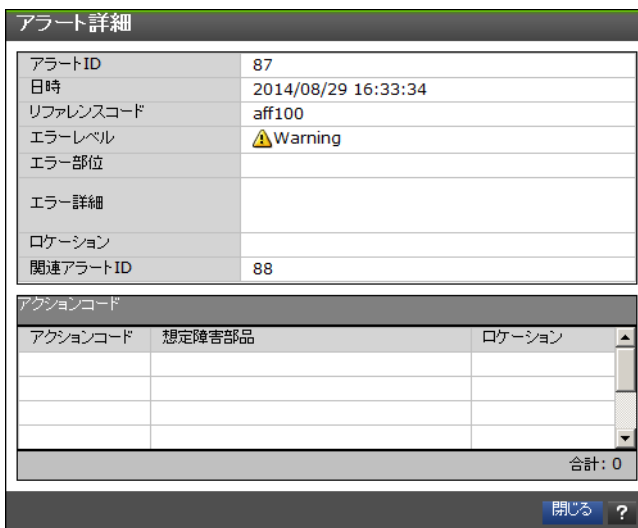 アラート詳細
アラートID 87
日時 2014/08/29 16:33:34
リファレンスコード aff100
エラーレベル Warning
エラー部位
エラー詳細
ロケーション
関連アラートID 88
アクションコード
アクションコード 想定障害部品 ロケーション
合計: 0
閉じる ?